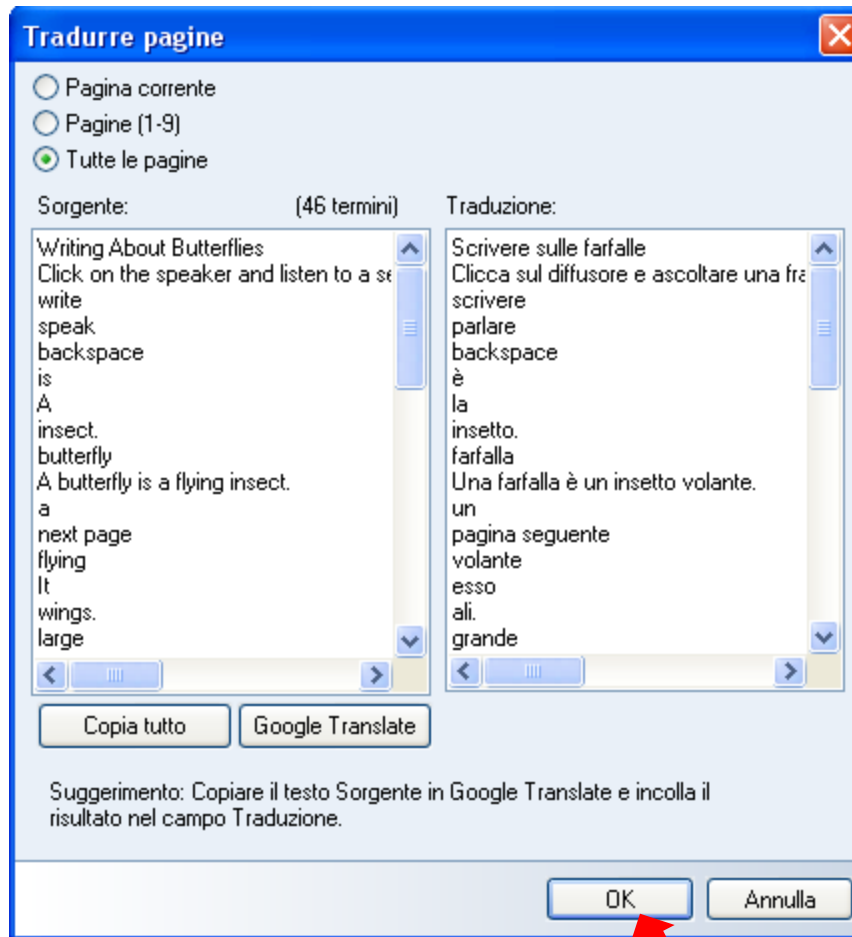 Tradurre pagine
Pagina corrente
Pagine (1-9)
Tutte le pagine
Sorgente: (46 termini)
Writing About Butterflies
Click on the speaker and listen to a
write
speak
backspace
is
A
insect.
butterfly
A butterfly is a flying insect.
a
next page
flying
It
wings.
large
Copia tutto
Google Translate
Traduzione:
Scrivere sulle farfalle
Clicca sul diffusore e ascoltare una
scrivere
parlare
backspace
è
la
insetto.
farfalla
Una farfalla è un insetto volante.
un
pagina seguente
volante
esso
ali.
grande
Suggerimento: Copiare il testo Sorgente in Google Translate e incolla il
risultato nel campo Traduzione.
OK
Annulla